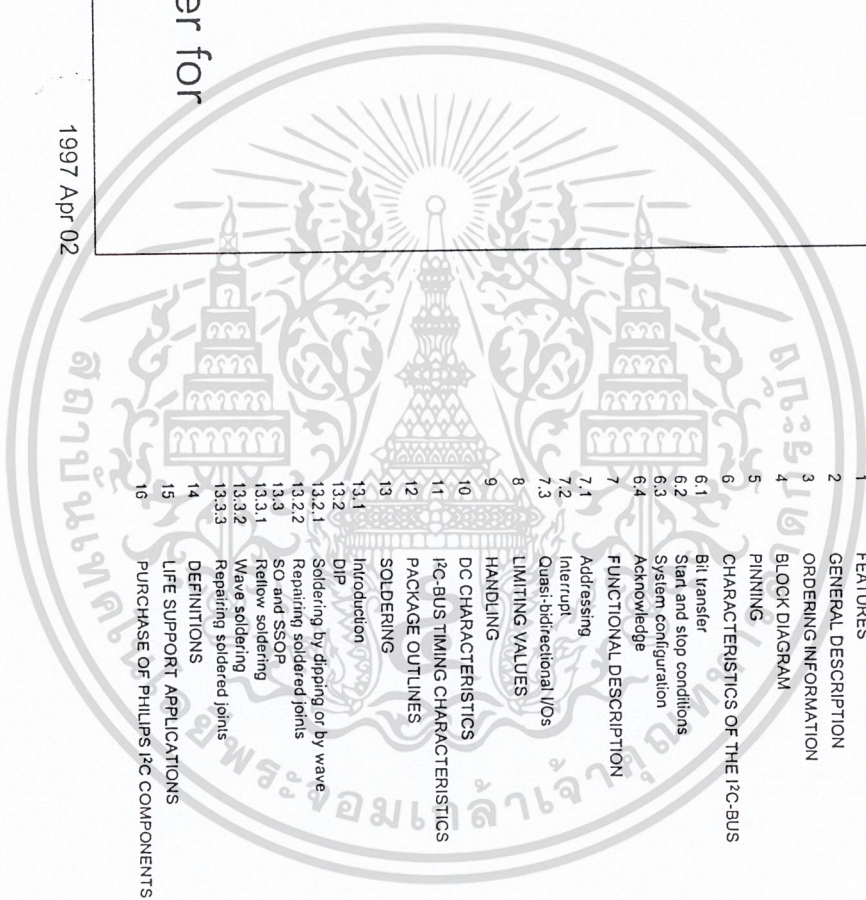 er for
1997 Apr 02
1 FEATURES
2 GENERAL DESCRIPTION
3 ORDERING INFORMATION
4 BLOCK DIAGRAM
5 PINNING
6 CHARACTERISTICS OF THE I²C-BUS
6.1 Bit transfer
6.2 Start and stop conditions
6.3 System configuration
6.4 Acknowledge
7 FUNCTIONAL DESCRIPTION
7.1 Addressing
7.2 Interrupt
7.3 Quasi-bidirectional I/Os
8 LIMITING VALUES
9 HANDLING
10 DC CHARACTERISTICS
11 I²C-BUS TIMING CHARACTERISTICS
12 PACKAGE OUTLINES
13 SOLDERING
13.1 Introduction
13.2 DIP
13.2.1 Soldering by dipping or by wave
13.2.2 Repairing soldered joints
13.3 SO and SSOP
13.3.1 Reflow soldering
13.3.2 Wave soldering
13.3.3 Repairing soldered joints
14 DEFINITIONS
15 LIFE SUPPORT APPLICATIONS
16 PURCHASE OF PHILIPS I²C COMPONENTS